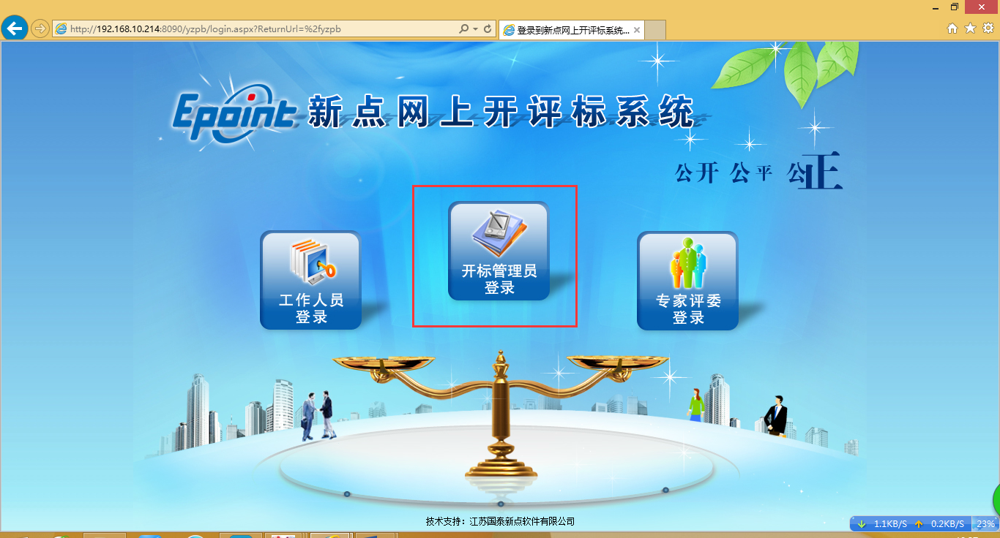 http://192.168.10.214:8090/yzpb/login.aspx?ReturnUrl=%2fyzpb
登录到新点网上开评标系统...
Epoint 新点网上开评标系统
公开 公平 公正
开标管理员
登录
工作人员
登录
专家评委
登录
技术支持：江苏国泰新点软件有限公司
1.1KB/S 0.2KB/S 23%